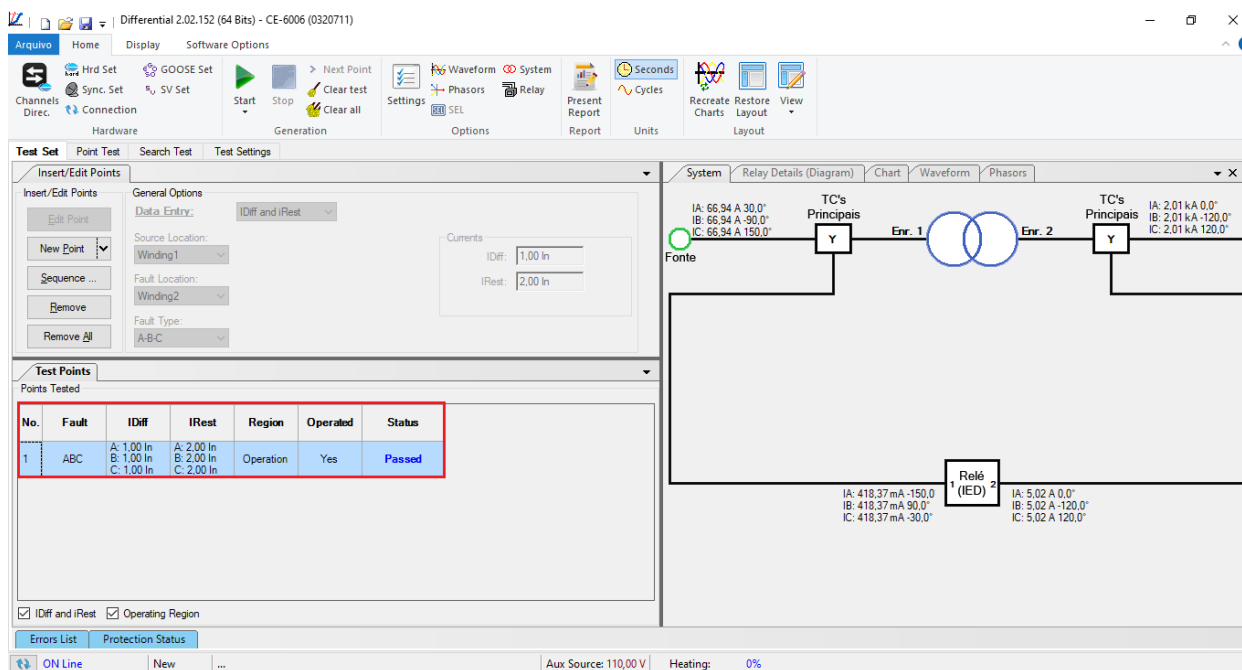 Differential 2.02.152 (64 Bits) - CE-6006 (0320711)
Arquivo Home Display Software Options
Channels Direc.
Hrd Set
Sync. Set
Connection
GOOSE Set
SV Set
Hardware
Start
Stop
Next Point
Clear test
Clear all
Generation
Settings
Waveform
Phasors
SEL
System
Relay
Options
Present Report
Report
Seconds
Cycles
Units
Recreate Charts
Restore Layout
View
Layout
Test Set Point Test Search Test Test Settings
Insert/Edit Points
Insert/Edit Points
Edit Point
New Point
Sequence ...
Remove
Remove All
General Options
Data Entry: IDiff and iRest
Source Location:
Winding1
Fault Location:
Winding2
Fault Type:
A-B-C
Currents
IDiff: 1,00 In
IRest: 2,00 In
Test Points
Points Tested
No. Fault IDiff IRest Region Operated Status
1 ABC A: 1,00 In B: 1,00 In C: 1,00 In A: 2,00 In B: 2,00 In C: 2,00 In Operation Yes Passed
IDiff and iRest Operating Region
System Relay Details (Diagram) Chart Waveform Phasors
IA: 66,94 A 30,0°
IB: 66,94 A -90,0°
IC: 66,94 A 150,0°
Fonte
TC's
Principais
Y
Enr. 1
Enr. 2
TC's
Principais
Y
IA: 2,01 kA 0,0°
IB: 2,01 kA -120,0°
IC: 2,01 kA 120,0°
IA: 418,37 mA -150,0
IB: 418,37 mA 90,0°
IC: 418,37 mA -30,0°
1 Relé 2
(IED)
IA: 5,02 A 0,0°
IB: 5,02 A -120,0°
IC: 5,02 A 120,0°
Errors List Protection Status
ON Line New ... Aux Source: 110,00 V Heating: 0%